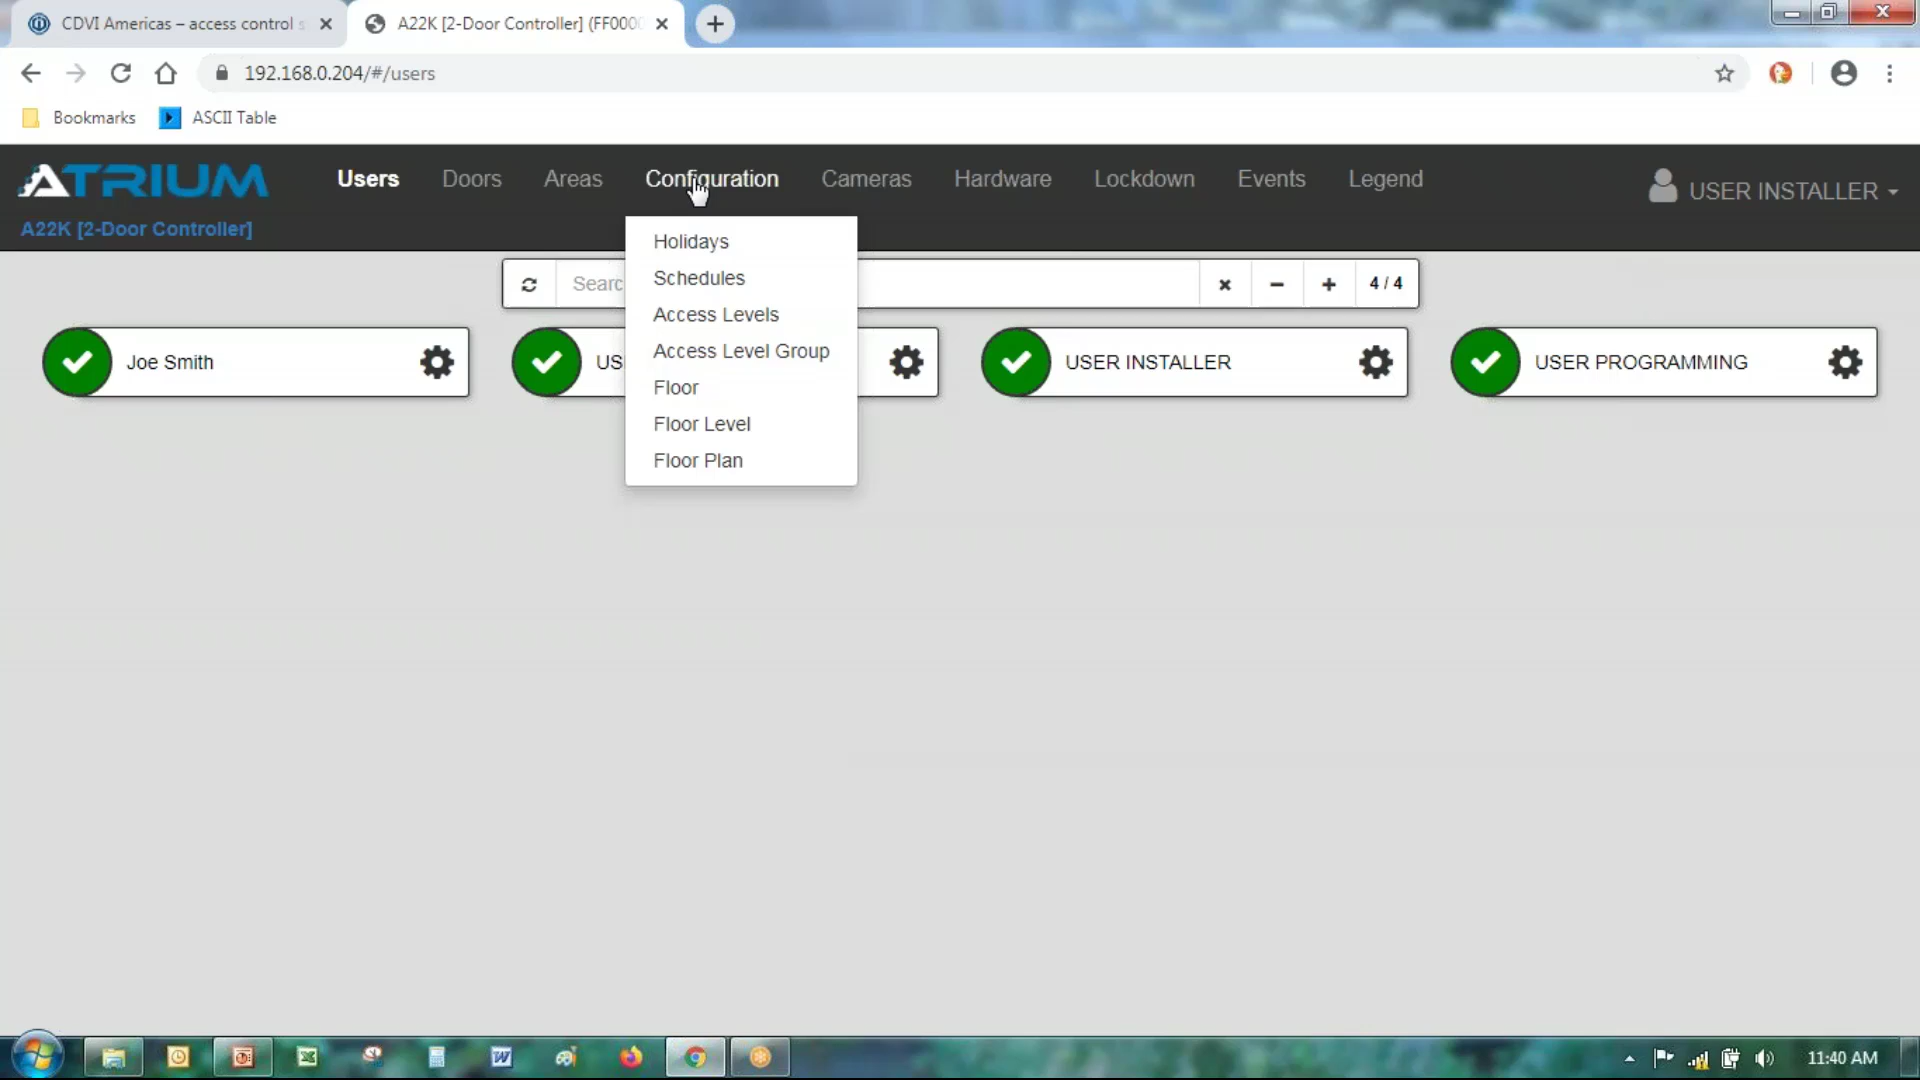 CDVI Americas – access control s
A22K [2-Door Controller] (FF000
192.168.0.204/#/users
Bookmarks
ASCII Table
ATRIUM
Users
Doors
Areas
Configuration
Cameras
Hardware
Lockdown
Events
Legend
USER INSTALLER
A22K [2-Door Controller]
Holidays
Schedules
Access Levels
Access Level Group
Floor
Floor Level
Floor Plan
Searc
4 / 4
Joe Smith
US
USER INSTALLER
USER PROGRAMMING
11:40 AM